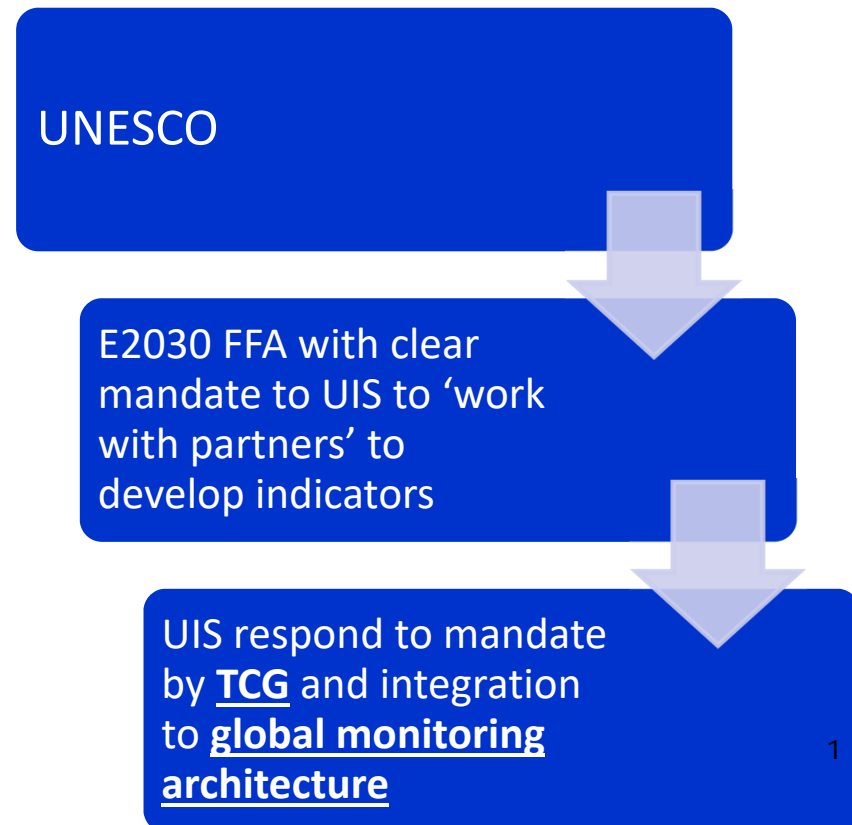 UNESCO
E2030 FFA with clear
mandate to UIS to ‘work
with partners’ to
develop indicators
UIS respond to mandate
by TCG and integration
to global monitoring
architecture
1